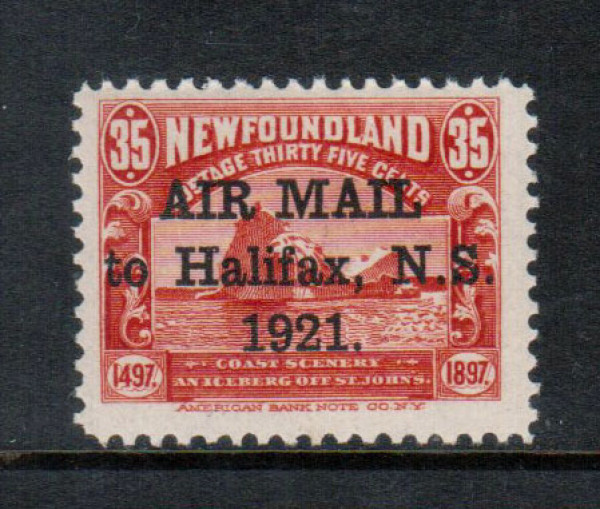 35 NEWFOUNDLAND 35
POSTAGE THIRTY FIVE CENTS
AIR MAIL
to Halifax, N.S.
1921.
COAST SCENERY
1497. AN ICEBERG OFF ST. JOHN'S. 1897.
AMERICAN BANK NOTE CO. N.Y.